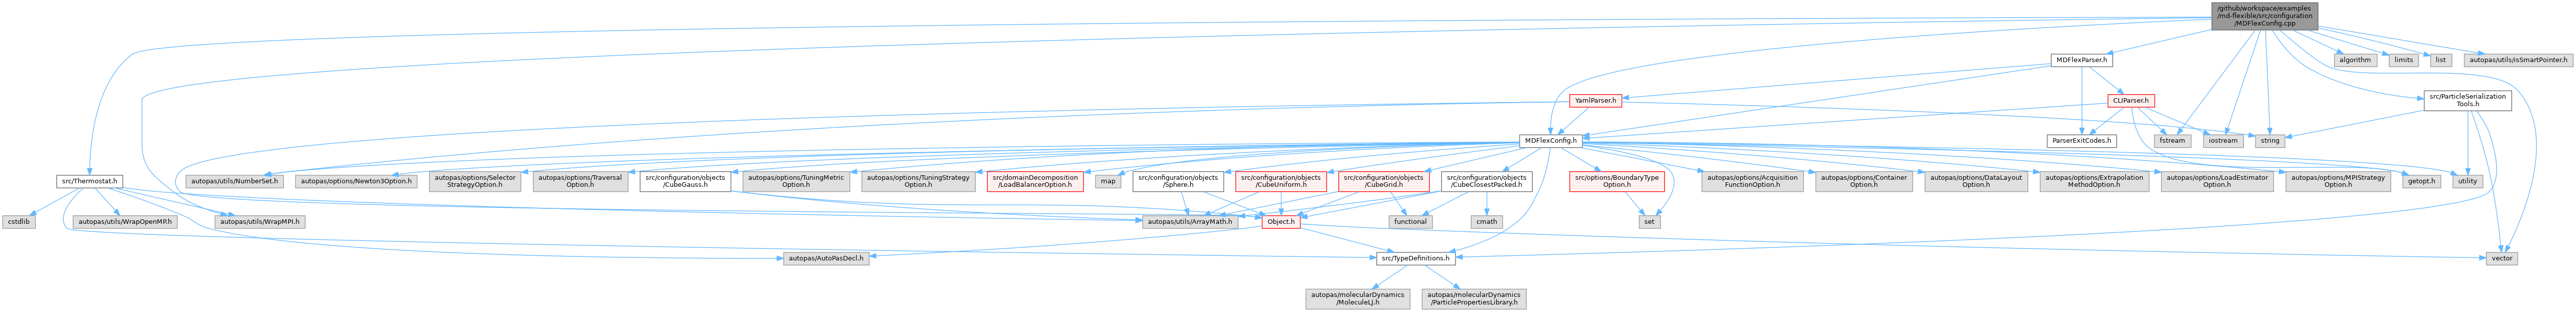 /github/workspace/examples
/md-flexible/src/configuration
/MDFlexConfig.cpp
MDFlexParser.h
algorithm
limits
list
autopas/utils/isSmartPointer.h
YamlParser.h
CLIParser.h
src/ParticleSerialization
Tools.h
MDFlexConfig.h
ParserExitCodes.h
fstream
iostream
string
src/Thermostat.h
autopas/utils/NumberSet.h
autopas/options/Newton3Option.h
autopas/options/Selector
StrategyOption.h
autopas/options/Traversal
Option.h
src/configuration/objects
/CubeGauss.h
autopas/options/TuningMetric
Option.h
autopas/options/TuningStrategy
Option.h
src/domainDecomposition
/LoadBalancerOption.h
map
src/configuration/objects
/Sphere.h
src/configuration/objects
/CubeUniform.h
src/configuration/objects
/CubeGrid.h
src/configuration/objects
/CubeClosestPacked.h
src/options/BoundaryType
Option.h
autopas/options/Acquisition
FunctionOption.h
autopas/options/Container
Option.h
autopas/options/DataLayout
Option.h
autopas/options/Extrapolation
MethodOption.h
autopas/options/LoadEstimator
Option.h
autopas/options/MPIStrategy
Option.h
getopt.h
utility
cstdlib
autopas/utils/WrapOpenMP.h
autopas/utils/WrapMPI.h
autopas/utils/ArrayMath.h
Object.h
functional
cmath
set
autopas/AutoPasDecl.h
src/TypeDefinitions.h
vector
autopas/molecularDynamics
/MoleculeLJ.h
autopas/molecularDynamics
/ParticlePropertiesLibrary.h